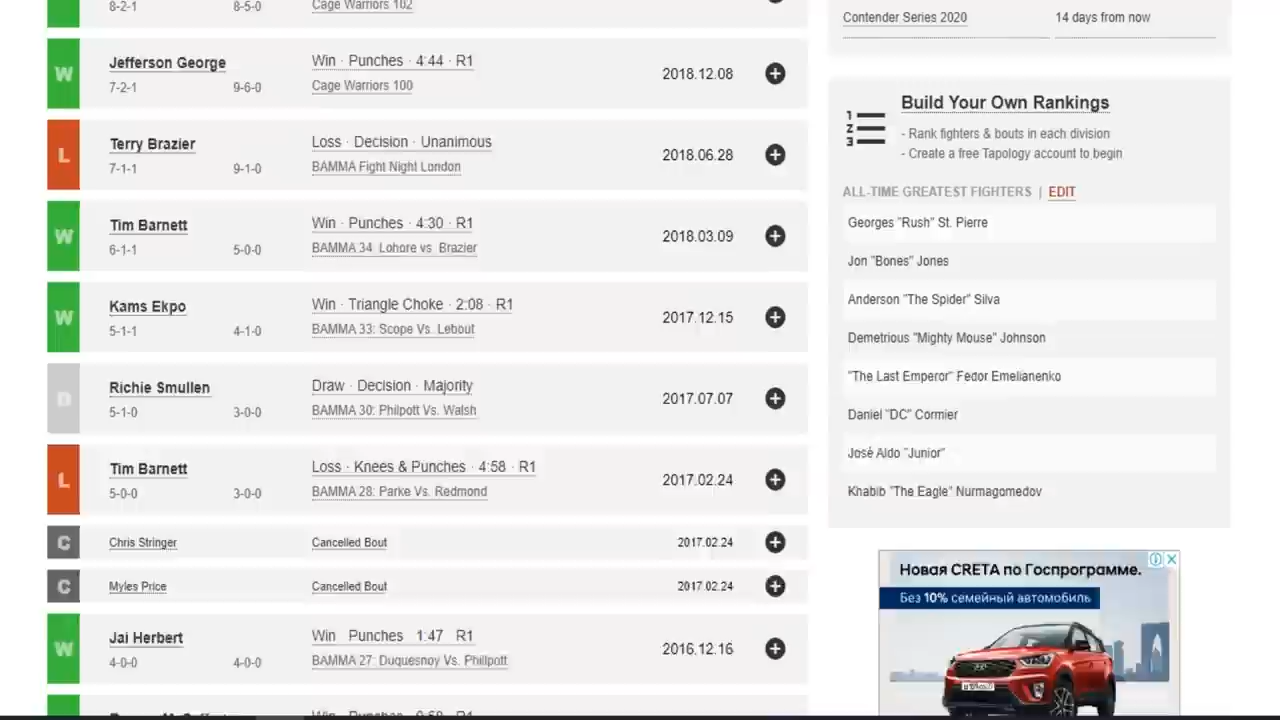 8-2-1
8-5-0
Cage Warriors 102
W
Jefferson George
Win · Punches · 4:44 · R1
7-2-1
9-6-0
Cage Warriors 100
2018.12.08
L
Terry Brazier
Loss · Decision · Unanimous
7-1-1
9-1-0
BAMMA Fight Night London
2018.06.28
W
Tim Barnett
Win · Punches · 4:30 · R1
6-1-1
5-0-0
BAMMA 34 Lohore vs Brazier
2018.03.09
W
Kams Ekpo
Win · Triangle Choke · 2:08 · R1
5-1-1
4-1-0
BAMMA 33: Scope Vs. Lebout
2017.12.15
D
Richie Smullen
Draw · Decision · Majority
5-1-0
3-0-0
BAMMA 30: Philpott Vs. Walsh
2017.07.07
L
Tim Barnett
Loss · Knees & Punches · 4:58 · R1
5-0-0
3-0-0
BAMMA 28: Parke Vs. Redmond
2017.02.24
C
Chris Stringer
Cancelled Bout
2017.02.24
C
Myles Price
Cancelled Bout
2017.02.24
W
Jai Herbert
Win Punches 1:47 R1
4-0-0
4-0-0
BAMMA 27: Duquesnoy Vs. Philpott
2016.12.16
Contender Series 2020
14 days from now
1
2
3
Build Your Own Rankings
- Rank fighters & bouts in each division
- Create a free Tapology account to begin
ALL-TIME GREATEST FIGHTERS | EDIT
Georges "Rush" St. Pierre
Jon "Bones" Jones
Anderson "The Spider" Silva
Demetrious "Mighty Mouse" Johnson
"The Last Emperor" Fedor Emelianenko
Daniel "DC" Cormier
José Aldo "Junior"
Khabib "The Eagle" Nurmagomedov
Новая CRETA по Госпрограмме.
Без 10% семейный автомобиль